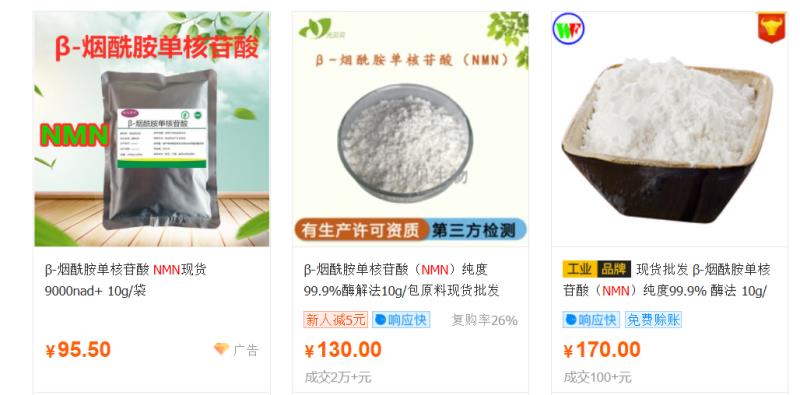 β-烟酰胺单核苷酸
NMN
β-烟酰胺单核苷酸
β-烟酰胺单核苷酸 NMN现货
9000nad+ 10g/袋
¥95.50
广告
β-烟酰胺单核苷酸（NMN）
有生产许可资质 第三方检测
β-烟酰胺单核苷酸（NMN）纯度
99.9%酶解法10g/包原料现货批发
新人减5元 响应快 复购率26%
¥130.00
成交2万+元
WF
工业 品牌 现货批发 β-烟酰胺单核
苷酸（NMN）纯度99.9% 酶法 10g/
响应快 免费赊账
¥170.00
成交100+元